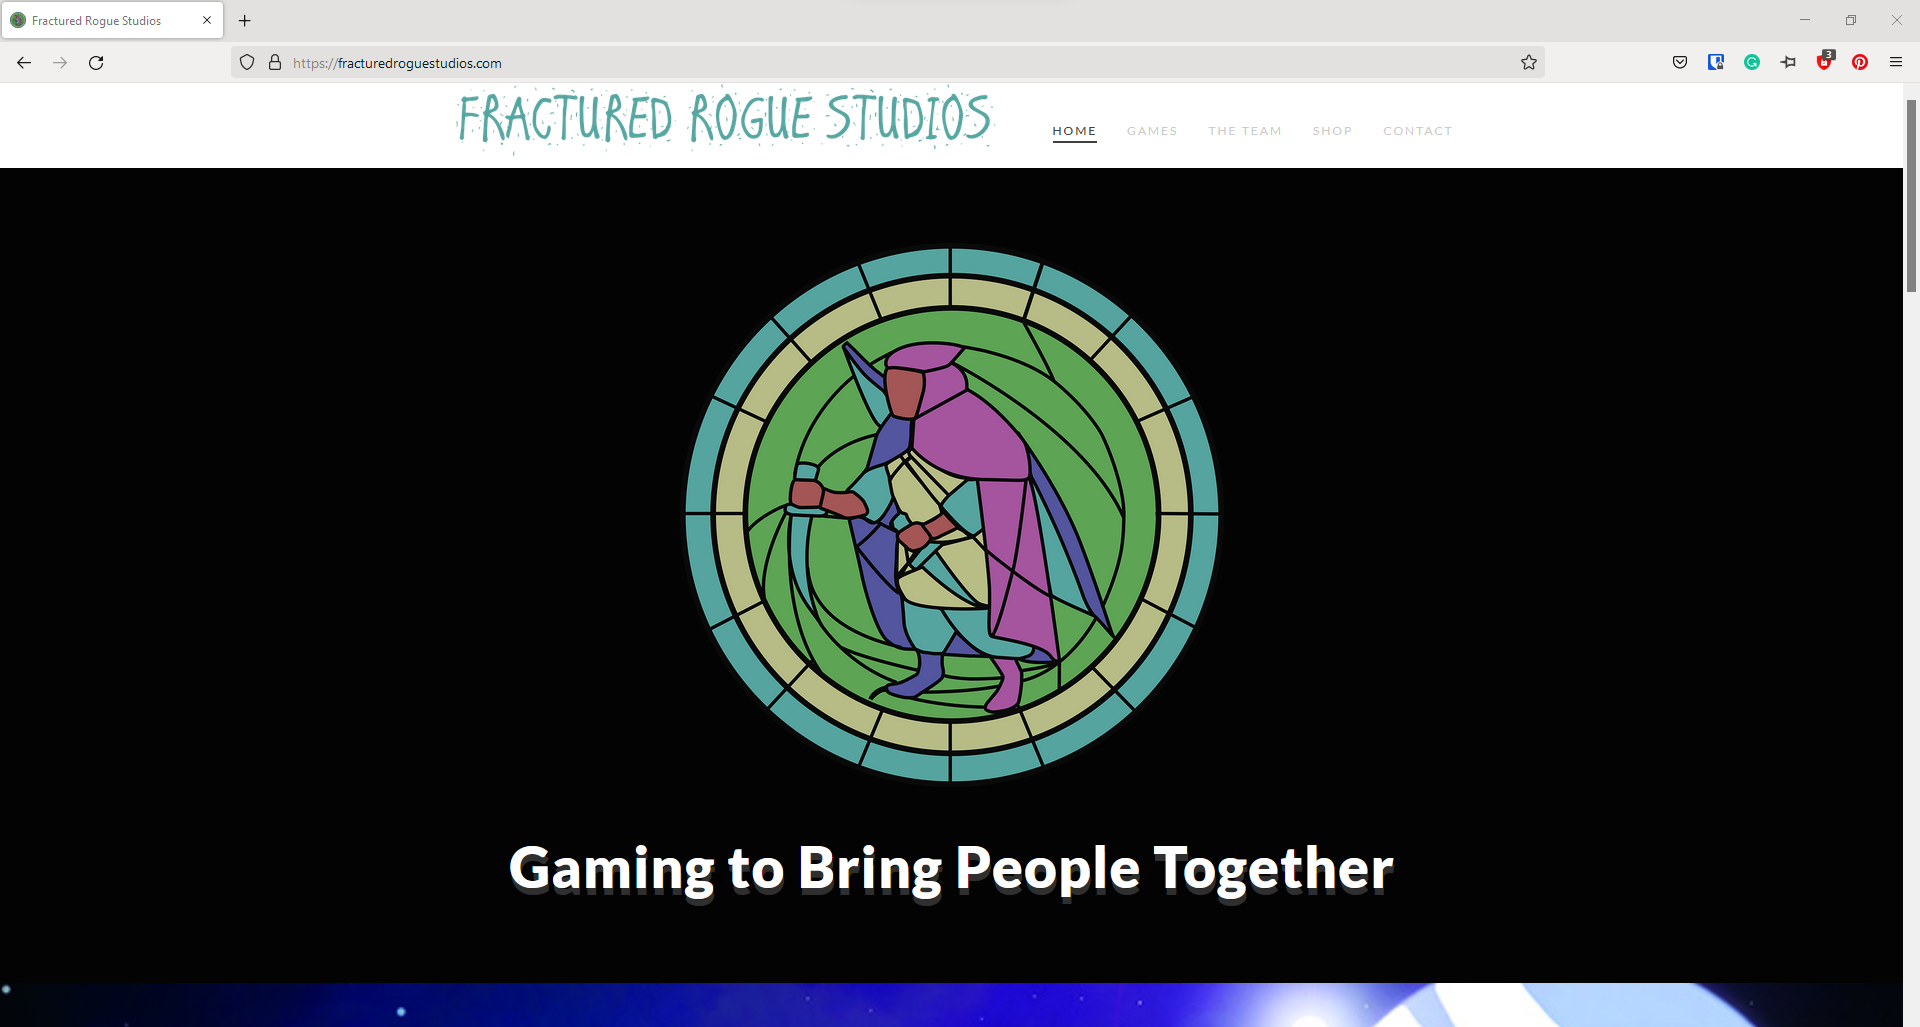 Fractured Rogue Studios
https://fracturedroguestudios.com
3
FRACTURED ROGUE STUDIOS
HOME GAMES THE TEAM SHOP CONTACT
Gaming to Bring People Together